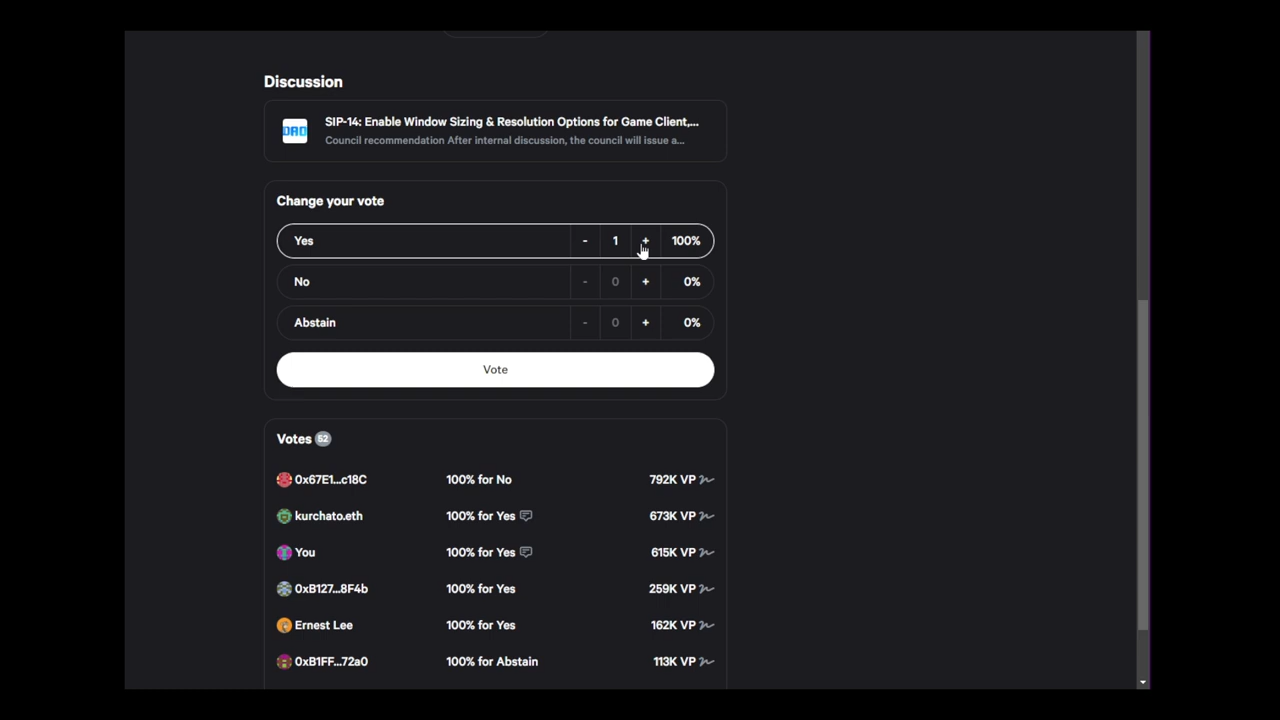 Discussion
DAO
SIP-14: Enable Window Sizing & Resolution Options for Game Client,...
Council recommendation After internal discussion, the council will issue a...
Change your vote
Yes - 1 + 100%
No - 0 + 0%
Abstain - 0 + 0%
Vote
Votes 52
0x67E1...c18C 100% for No 792K VP
kurchato.eth 100% for Yes 673K VP
You 100% for Yes 615K VP
0xB127...8F4b 100% for Yes 259K VP
Ernest Lee 100% for Yes 162K VP
0xB1FF...72a0 100% for Abstain 113K VP